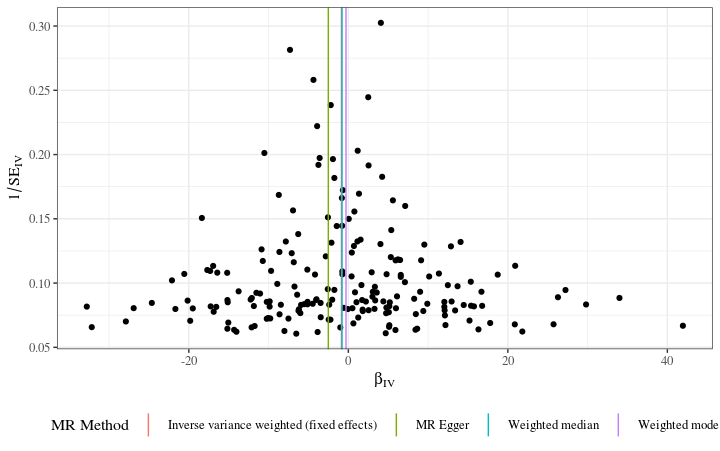 0.30
0.25
0.20
0.15
0.10
0.05
1/SE_IV
-20
0
20
40
β_IV
MR Method
Inverse variance weighted (fixed effects)
MR Egger
Weighted median
Weighted mode